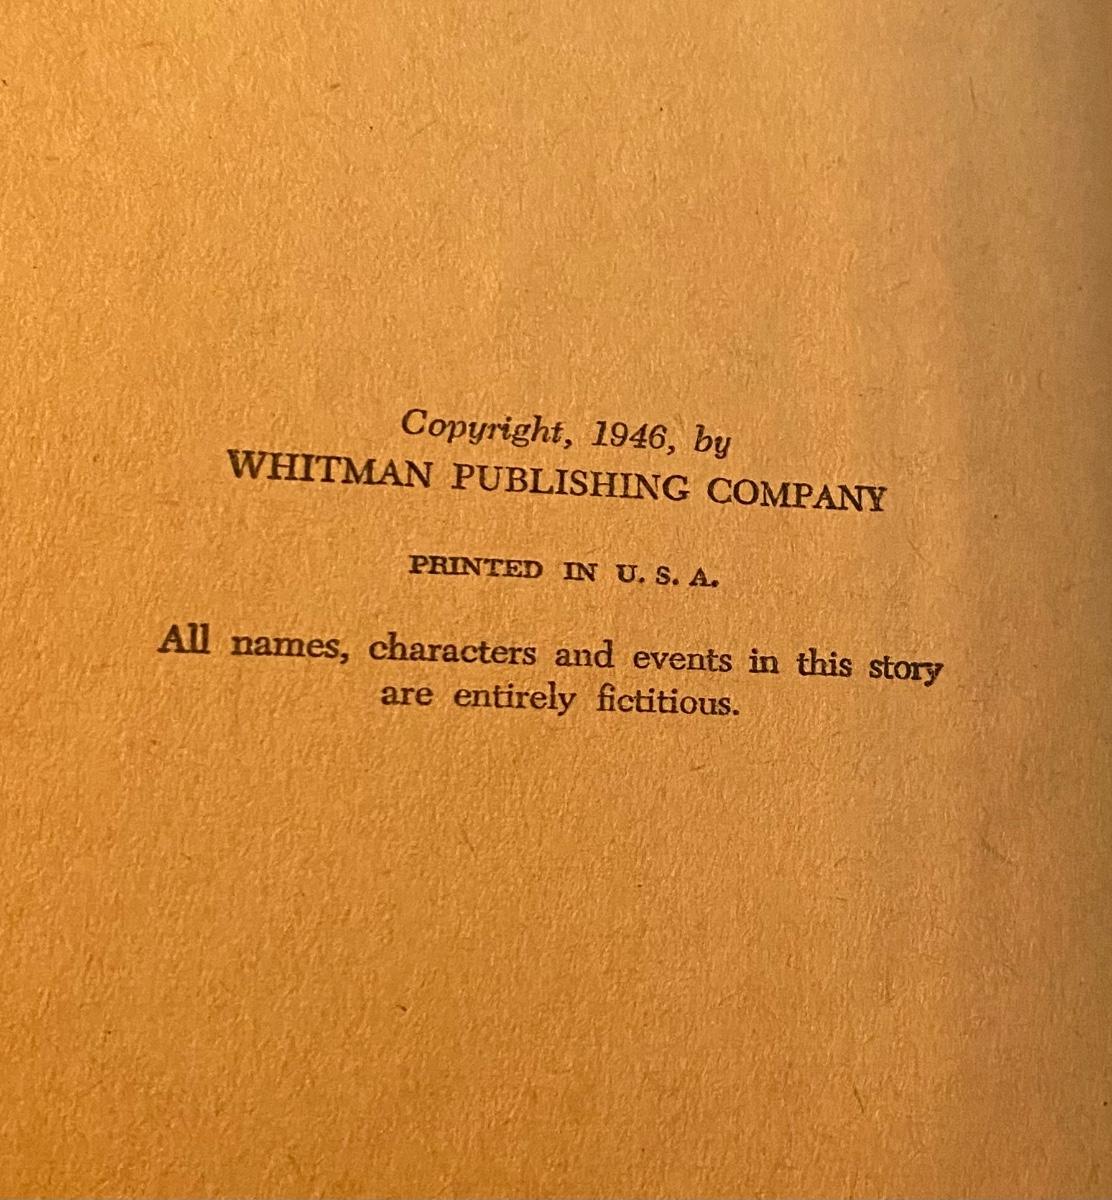 Copyright, 1946, by
WHITMAN PUBLISHING COMPANY
PRINTED IN U. S. A.
All names, characters and events in this story
are entirely fictitious.